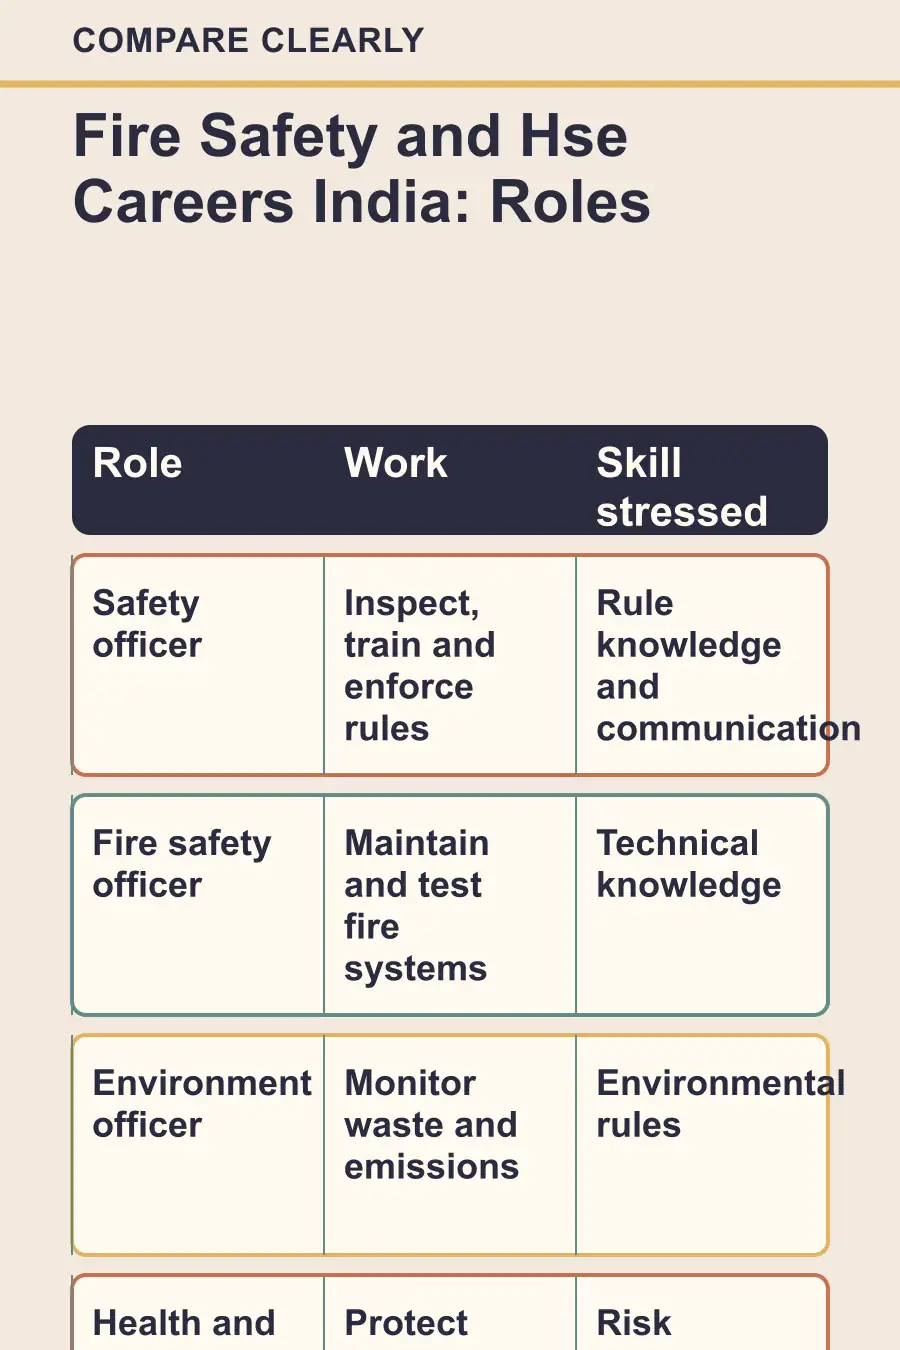 COMPARE CLEARLY
Fire Safety and Hse
Careers India: Roles
Role
Work
Skill
stressed
Safety
officer
Inspect,
train and
enforce
rules
Rule
knowledge
and
communication
Fire safety
officer
Maintain
and test
fire
systems
Technical
knowledge
Environment
officer
Monitor
waste and
emissions
Environmental
rules
Health and
Protect
Risk